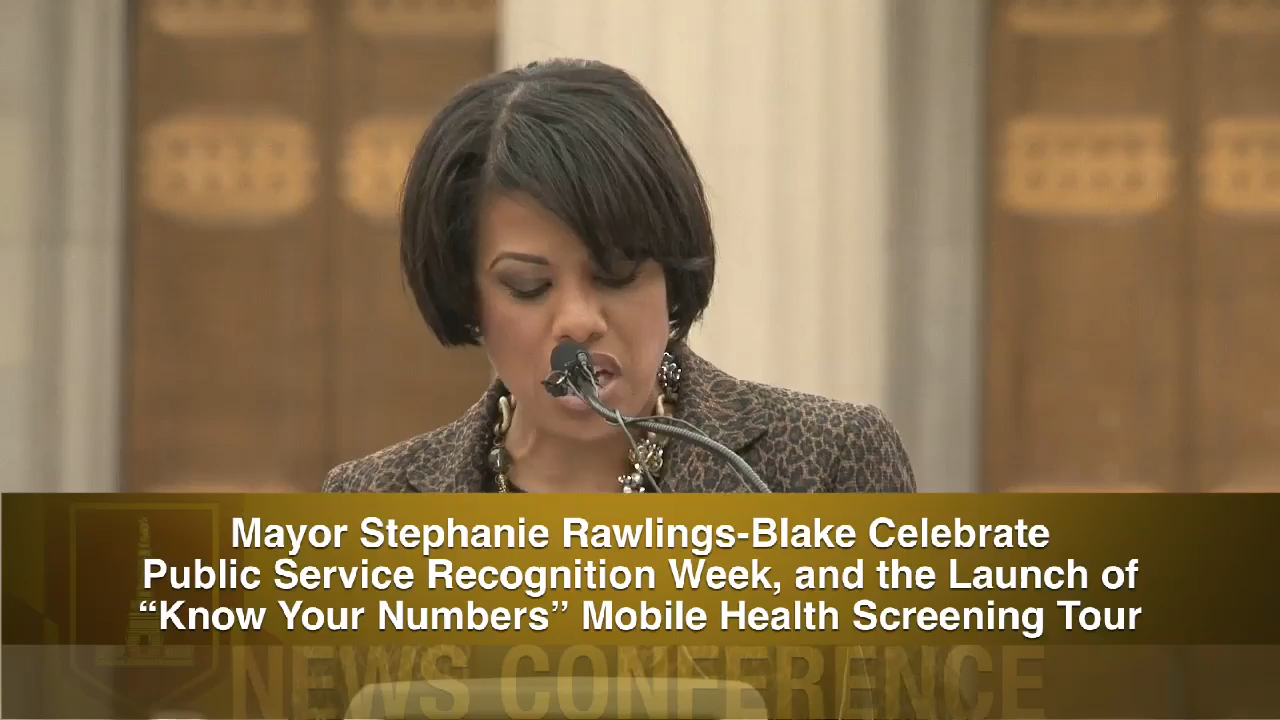 Mayor Stephanie Rawlings-Blake Celebrate
Public Service Recognition Week, and the Launch of
“Know Your Numbers” Mobile Health Screening Tour
NEWS CONFERENCE